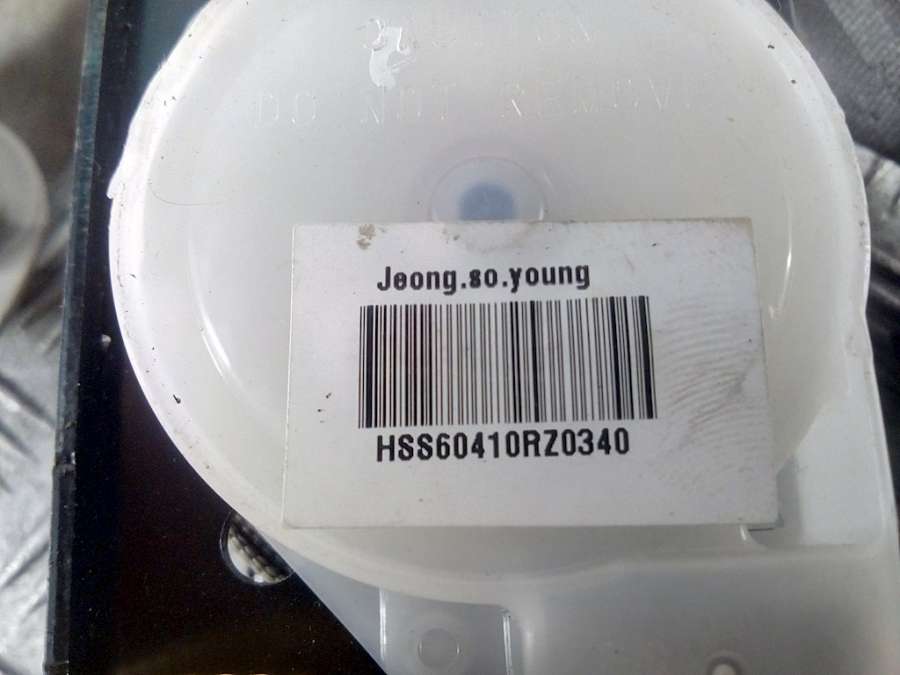 DO NOT REMOV
Jeong.so.young
HSS60410RZ0340